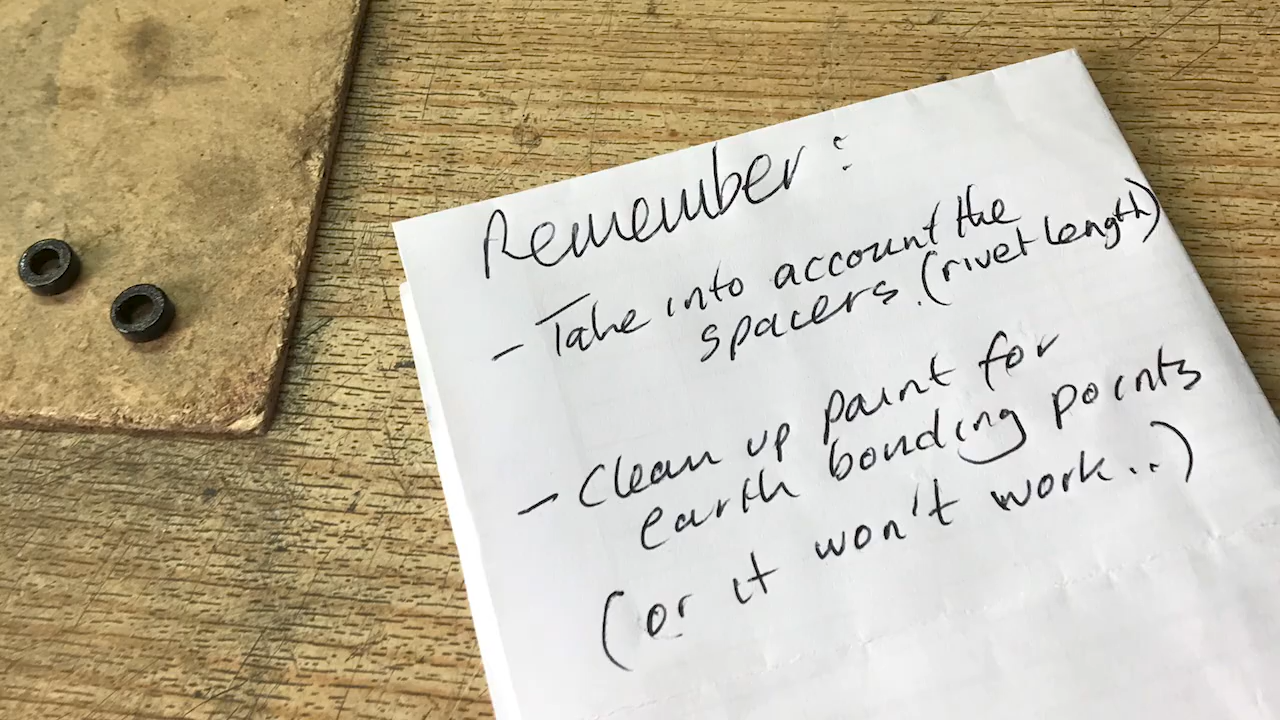 Remember:
- Take into account the
spacers. (rivet length)
- Clean up paint for
earth bonding points
(or it won't work..)